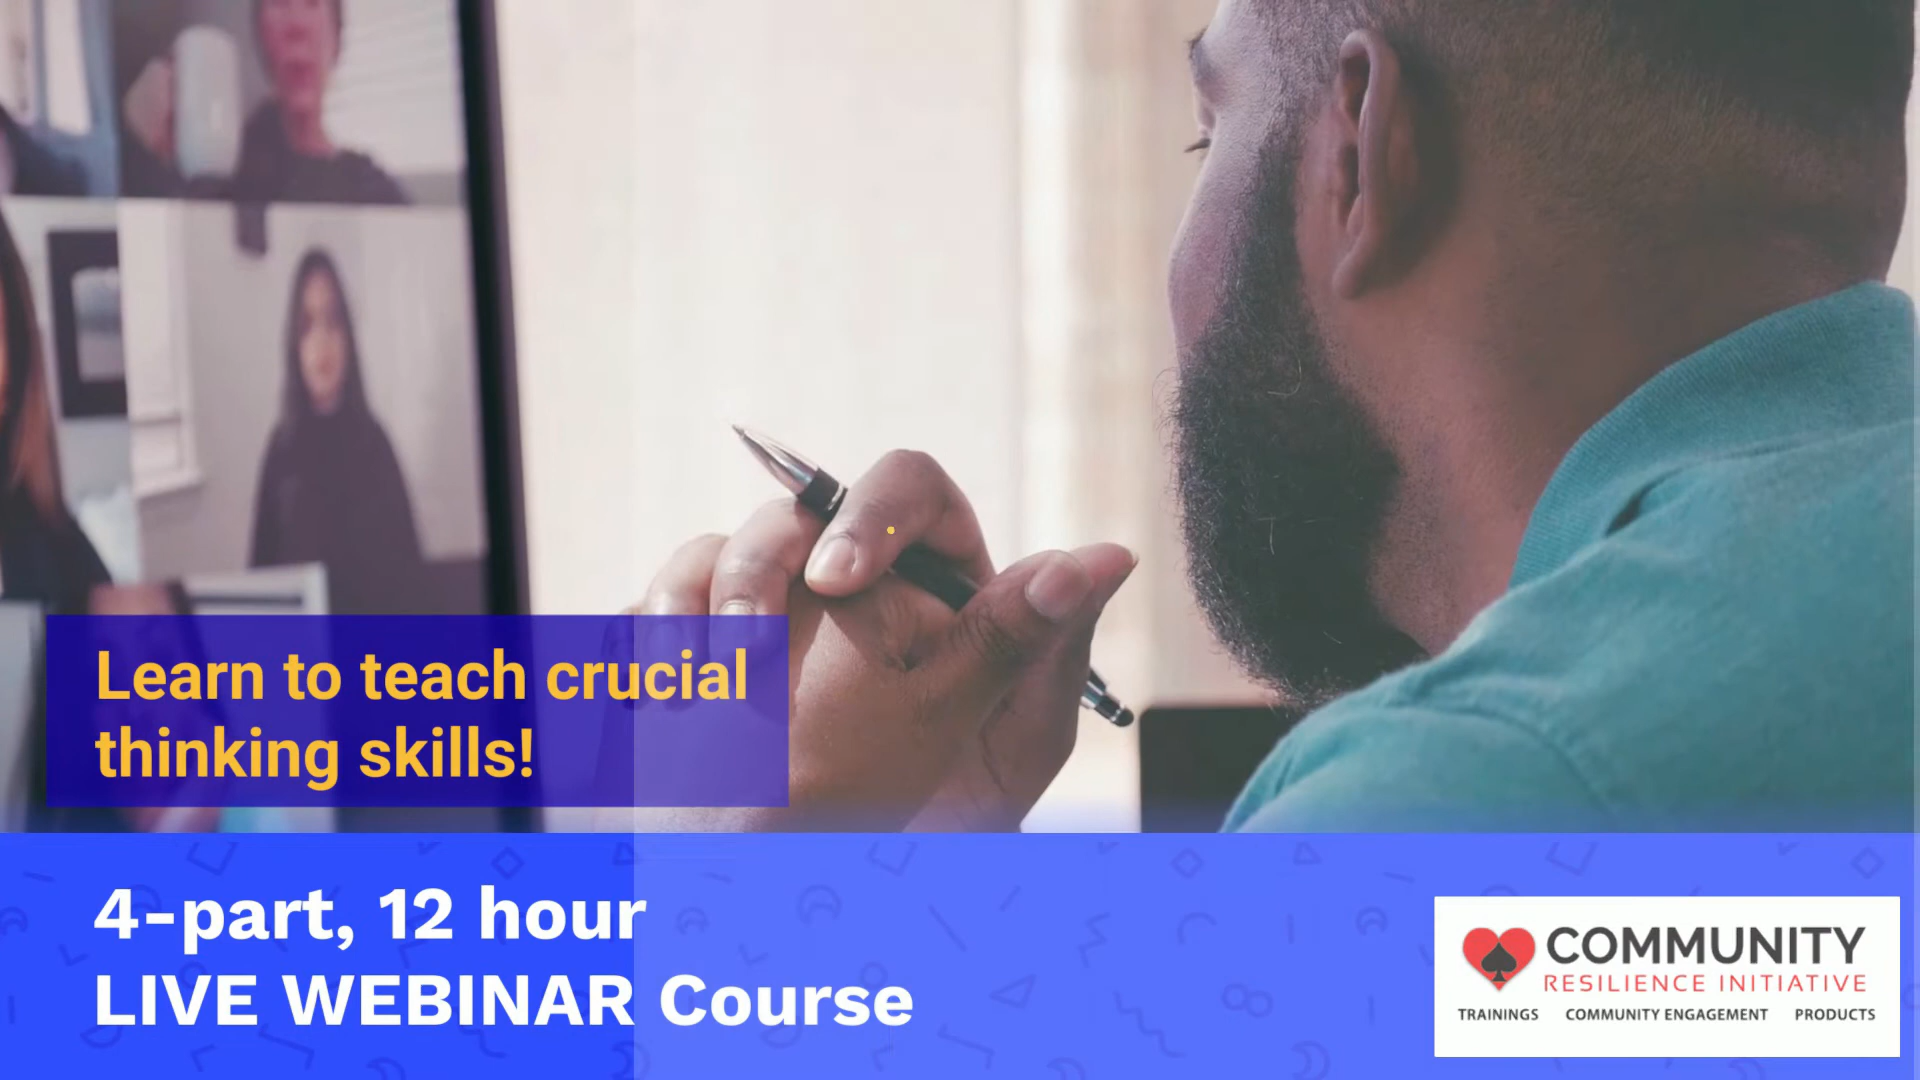 Learn to teach crucial
thinking skills!
4-part, 12 hour
LIVE WEBINAR Course
COMMUNITY
RESILIENCE INITIATIVE
TRAININGS COMMUNITY ENGAGEMENT PRODUCTS